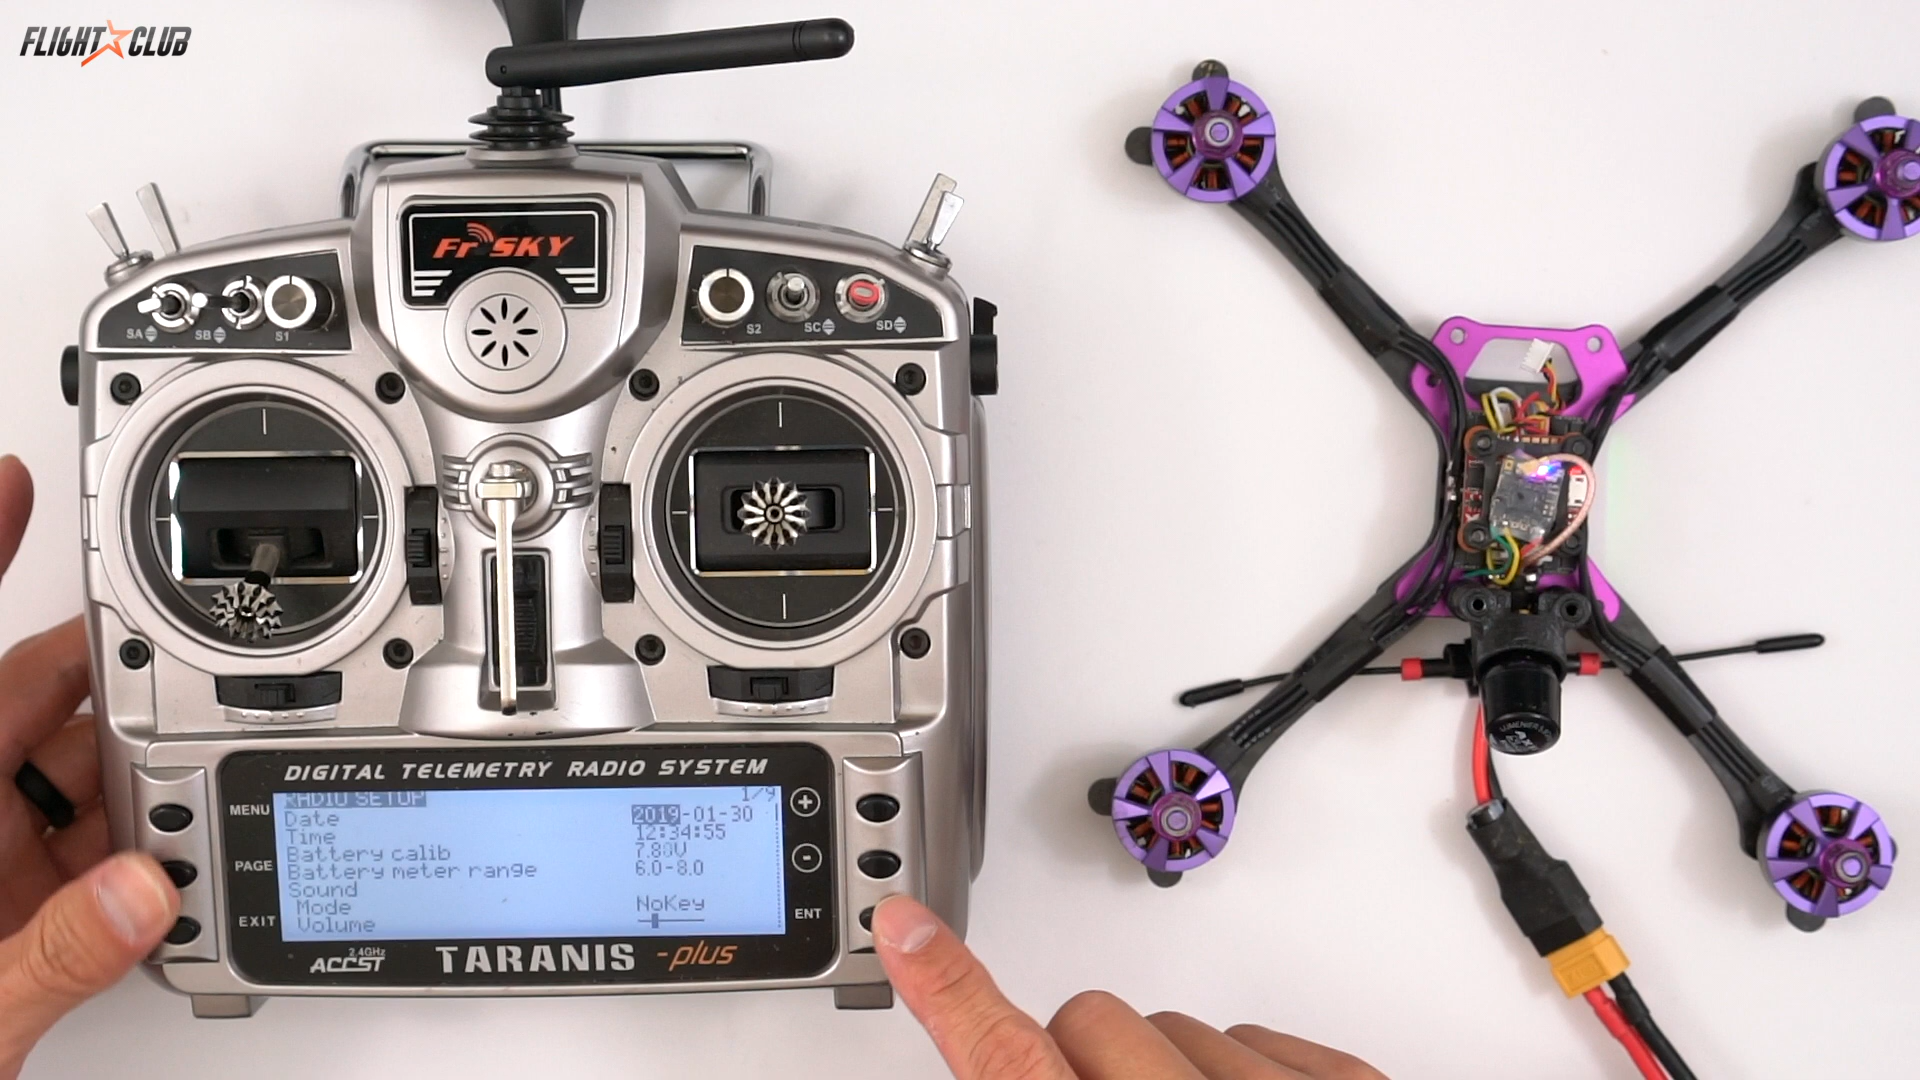 FLIGHT CLUB
FrSKY
SA
SB
S1
S2
SC
SD
DIGITAL TELEMETRY RADIO SYSTEM
MENU
PAGE
EXIT
RADIO SETUP 1/9
Date 2019-01-30
Time 12:34:55
Battery calib 7.80V
Battery meter range 6.0-8.0
Sound
Mode NoKey
Volume
+
-
ENT
2.4GHz
ACCST
TARANIS -plus
LUMENIER